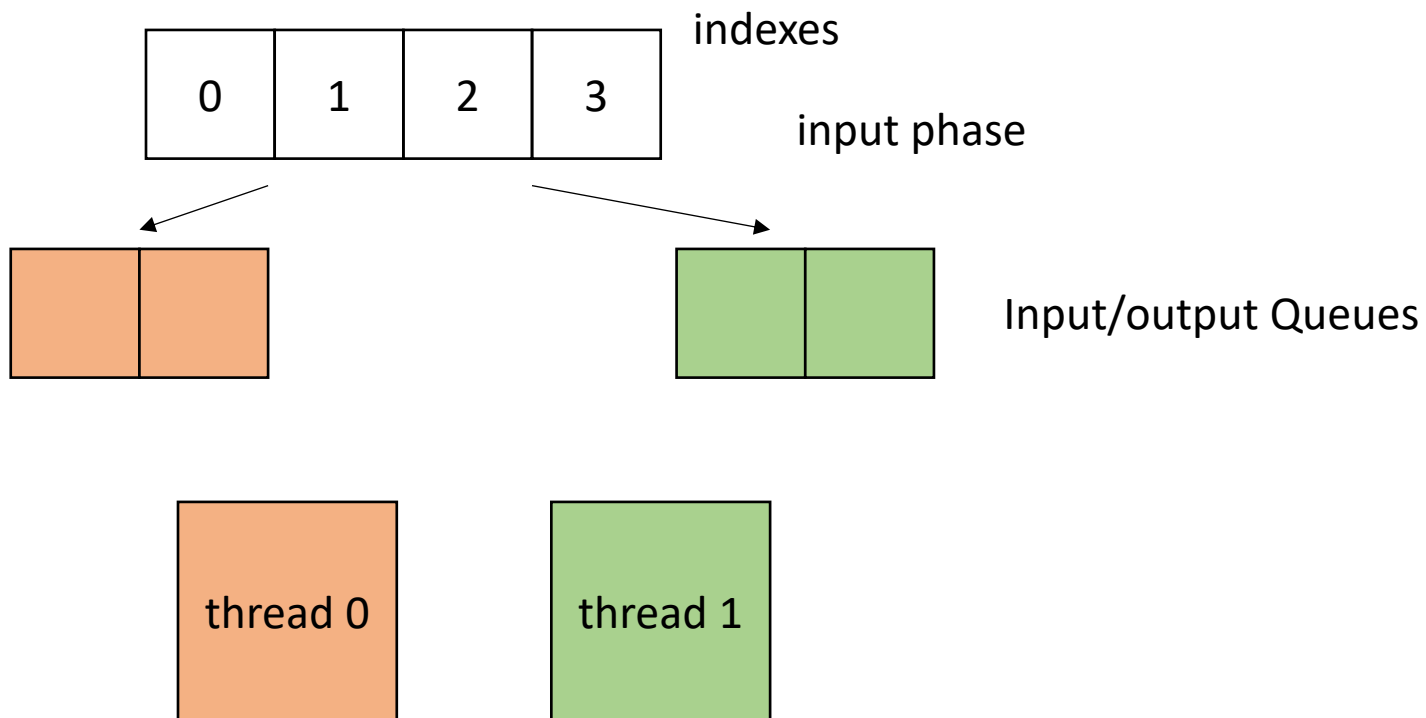 indexes
0 1 2 3
input phase
Input/output Queues
thread 0 thread 1